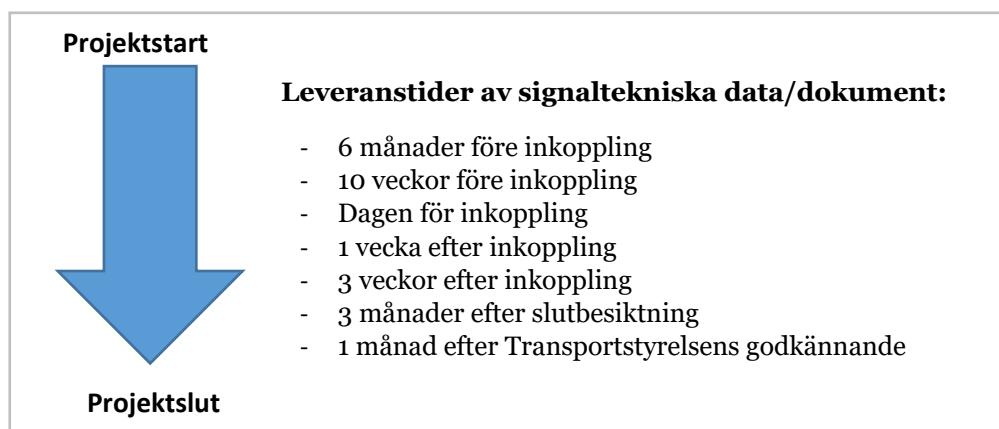 Projektstart
Leveranstider av signaltekniska data/dokument:
- 6 månader före inkoppling
- 10 veckor före inkoppling
- Dagen för inkoppling
- 1 vecka efter inkoppling
- 3 veckor efter inkoppling
- 3 månader efter slutbesiktning
- 1 månad efter Transportstyrelsens godkännande
Projektslut